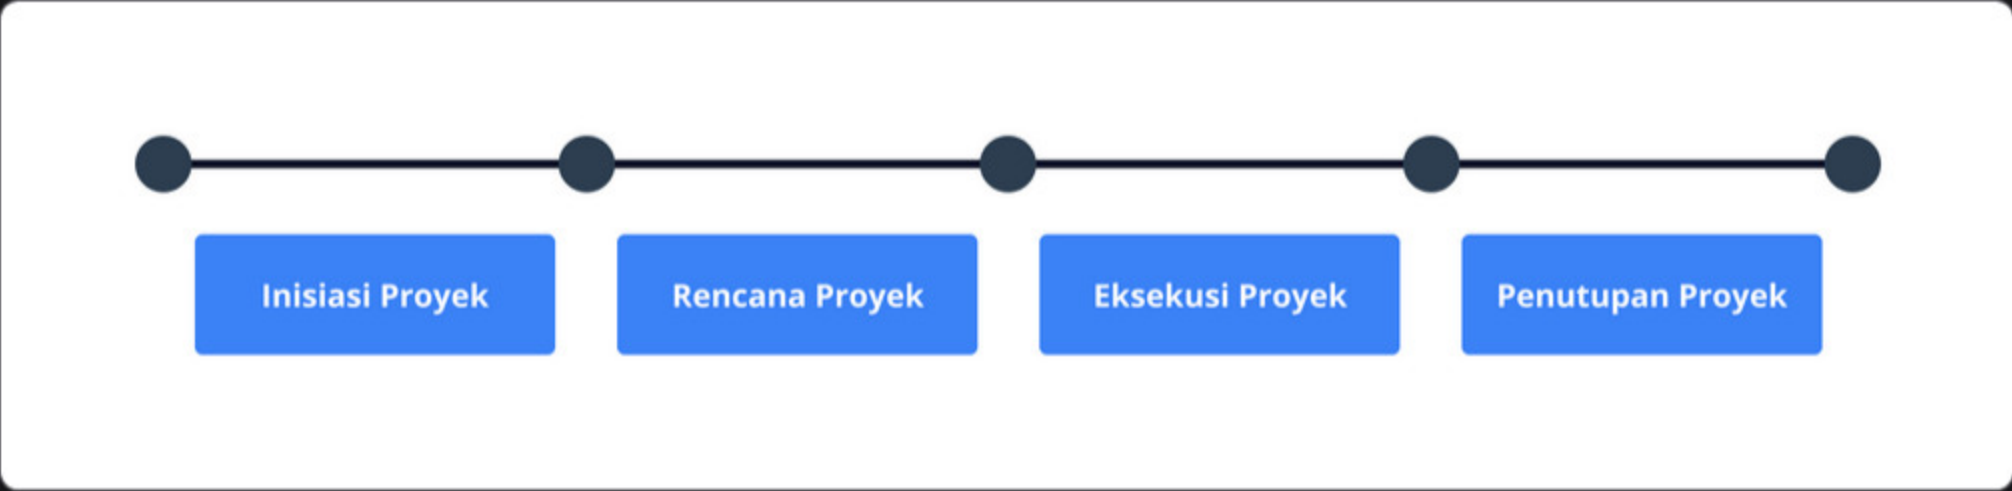 Inisiasi Proyek
Rencana Proyek
Eksekusi Proyek
Penutupan Proyek